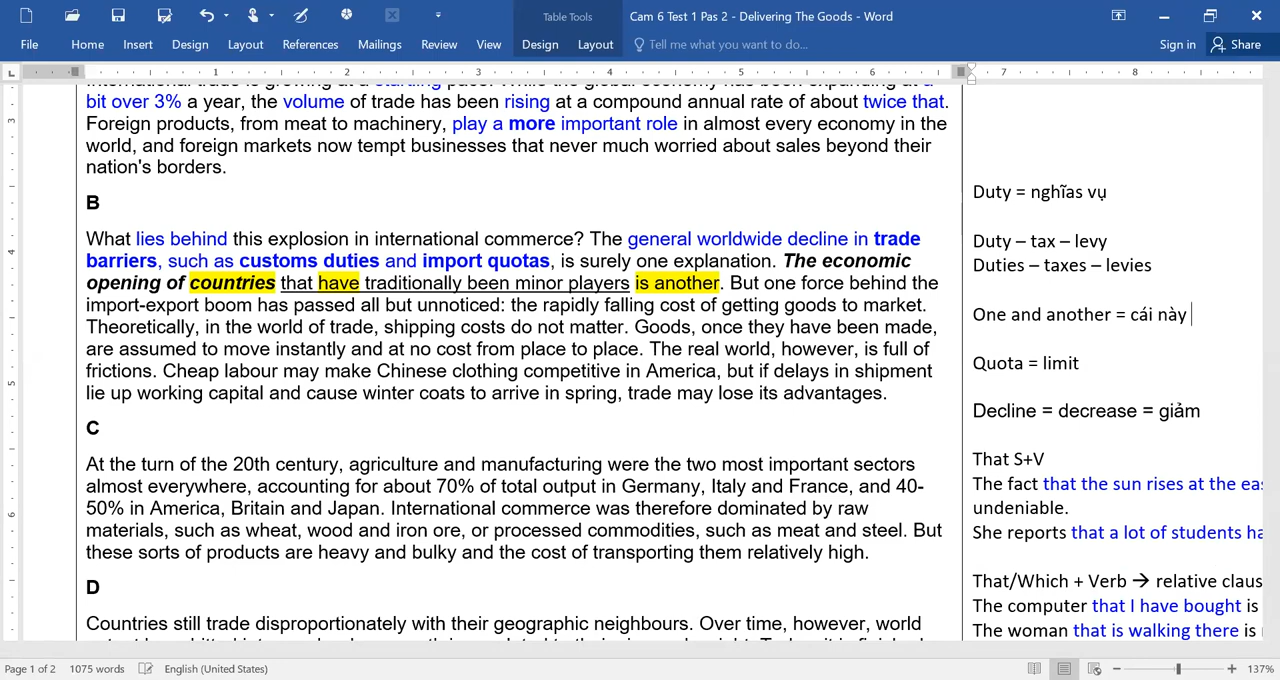 Table Tools
Cam 6 Test 1 Pas 2 - Delivering The Goods - Word
File Home Insert Design Layout References Mailings Review View Design Layout Tell me what you want to do... Sign in Share
1 2 3 4 5 6 7 8
bit over 3% a year, the volume of trade has been rising at a compound annual rate of about twice that.
Foreign products, from meat to machinery, play a more important role in almost every economy in the
world, and foreign markets now tempt businesses that never much worried about sales beyond their
nation's borders.
B
What lies behind this explosion in international commerce? The general worldwide decline in trade
barriers, such as customs duties and import quotas, is surely one explanation. The economic
opening of countries that have traditionally been minor players is another. But one force behind the
import-export boom has passed all but unnoticed: the rapidly falling cost of getting goods to market.
Theoretically, in the world of trade, shipping costs do not matter. Goods, once they have been made,
are assumed to move instantly and at no cost from place to place. The real world, however, is full of
frictions. Cheap labour may make Chinese clothing competitive in America, but if delays in shipment
lie up working capital and cause winter coats to arrive in spring, trade may lose its advantages.
C
At the turn of the 20th century, agriculture and manufacturing were the two most important sectors
almost everywhere, accounting for about 70% of total output in Germany, Italy and France, and 40-
50% in America, Britain and Japan. International commerce was therefore dominated by raw
materials, such as wheat, wood and iron ore, or processed commodities, such as meat and steel. But
these sorts of products are heavy and bulky and the cost of transporting them relatively high.
D
Countries still trade disproportionately with their geographic neighbours. Over time, however, world
Duty = nghĩas vụ
Duty – tax – levy
Duties – taxes – levies
One and another = cái này
Quota = limit
Decline = decrease = giảm
That S+V
The fact that the sun rises at the
undeniable.
She reports that a lot of students
That/Which + Verb → relative
The computer that I have bought is
The woman that is walking there is
3
4
5
6
Page 1 of 2 1075 words English (United States) 137%